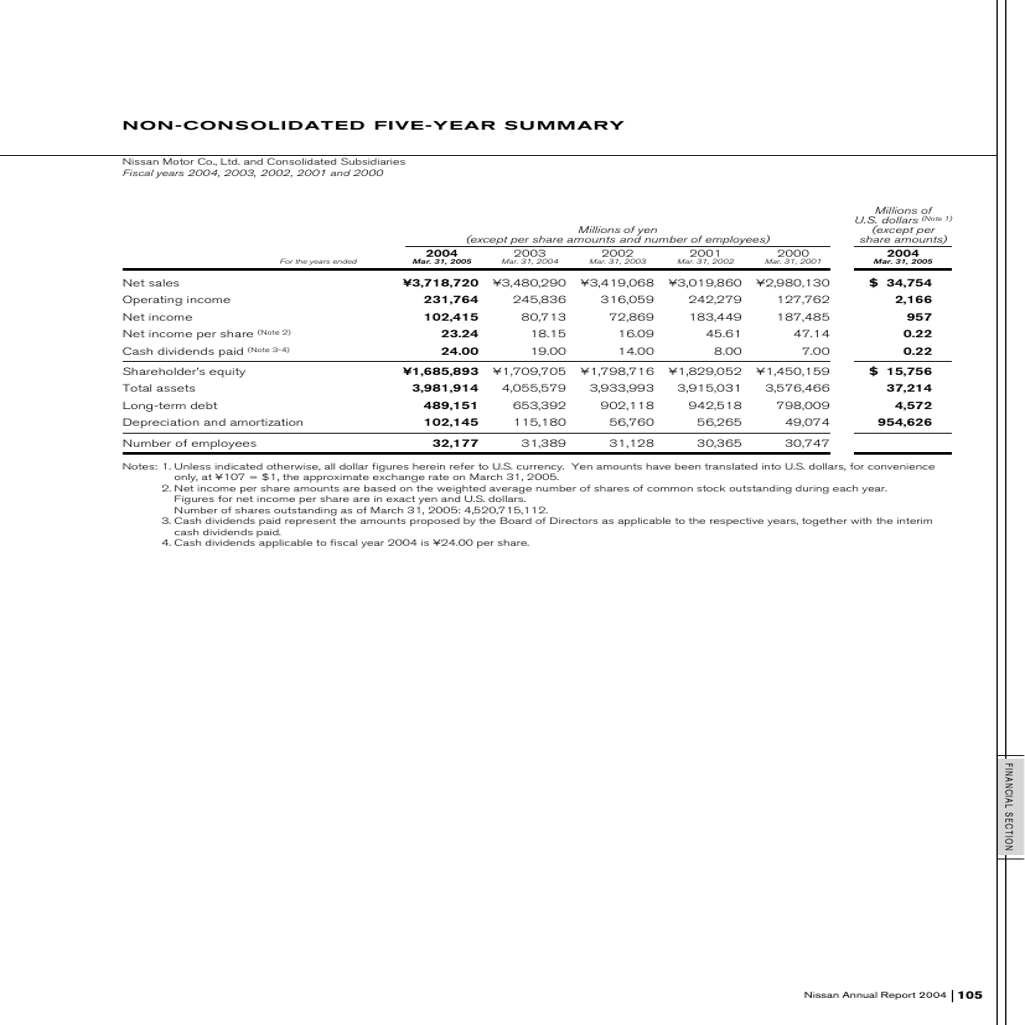 NON-CONSOLIDATED FIVE-YEAR SUMMARY
Nissan Motor Co., Ltd. and Consolidated Subsidiaries
Fiscal years 2004, 2003, 2002, 2001 and 2000
Millions of
U.S. dollars (Note 1)
Millions of yen (except per
(except per share amounts and number of employees) share amounts)
2004 2003 2002 2001 2000 2004
For the years ended Mar. 31, 2005 Mar. 31, 2004 Mar. 31, 2003 Mar. 31, 2002 Mar. 31, 2001 Mar. 31, 2005
Net sales ¥3,718,720 ¥3,480,290 ¥3,419,068 ¥3,019,860 ¥2,980,130 $ 34,754
Operating income 231,764 245,836 316,059 242,279 127,762 2,166
Net income 102,415 80,713 72,869 183,449 187,485 957
Net income per share (Note 2) 23.24 18.15 16.09 45.61 47.14 0.22
Cash dividends paid (Note 3-4) 24.00 19.00 14.00 8.00 7.00 0.22
Shareholder's equity ¥1,685,893 ¥1,709,705 ¥1,798,716 ¥1,829,052 ¥1,450,159 $ 15,756
Total assets 3,981,914 4,055,579 3,933,993 3,915,031 3,576,466 37,214
Long-term debt 489,151 653,392 902,118 942,518 798,009 4,572
Depreciation and amortization 102,145 115,180 56,760 56,265 49,074 954,626
Number of employees 32,177 31,389 31,128 30,365 30,747
Notes: 1. Unless indicated otherwise, all dollar figures herein refer to U.S. currency. Yen amounts have been translated into U.S. dollars, for convenience
only, at ¥107 = $1, the approximate exchange rate on March 31, 2005.
2. Net income per share amounts are based on the weighted average number of shares of common stock outstanding during each year.
Figures for net income per share are in exact yen and U.S. dollars.
Number of shares outstanding as of March 31, 2005: 4,520,715,112.
3. Cash dividends paid represent the amounts proposed by the Board of Directors as applicable to the respective years, together with the interim
cash dividends paid.
4. Cash dividends applicable to fiscal year 2004 is ¥24.00 per share.
FINANCIAL SECTION
Nissan Annual Report 2004 105